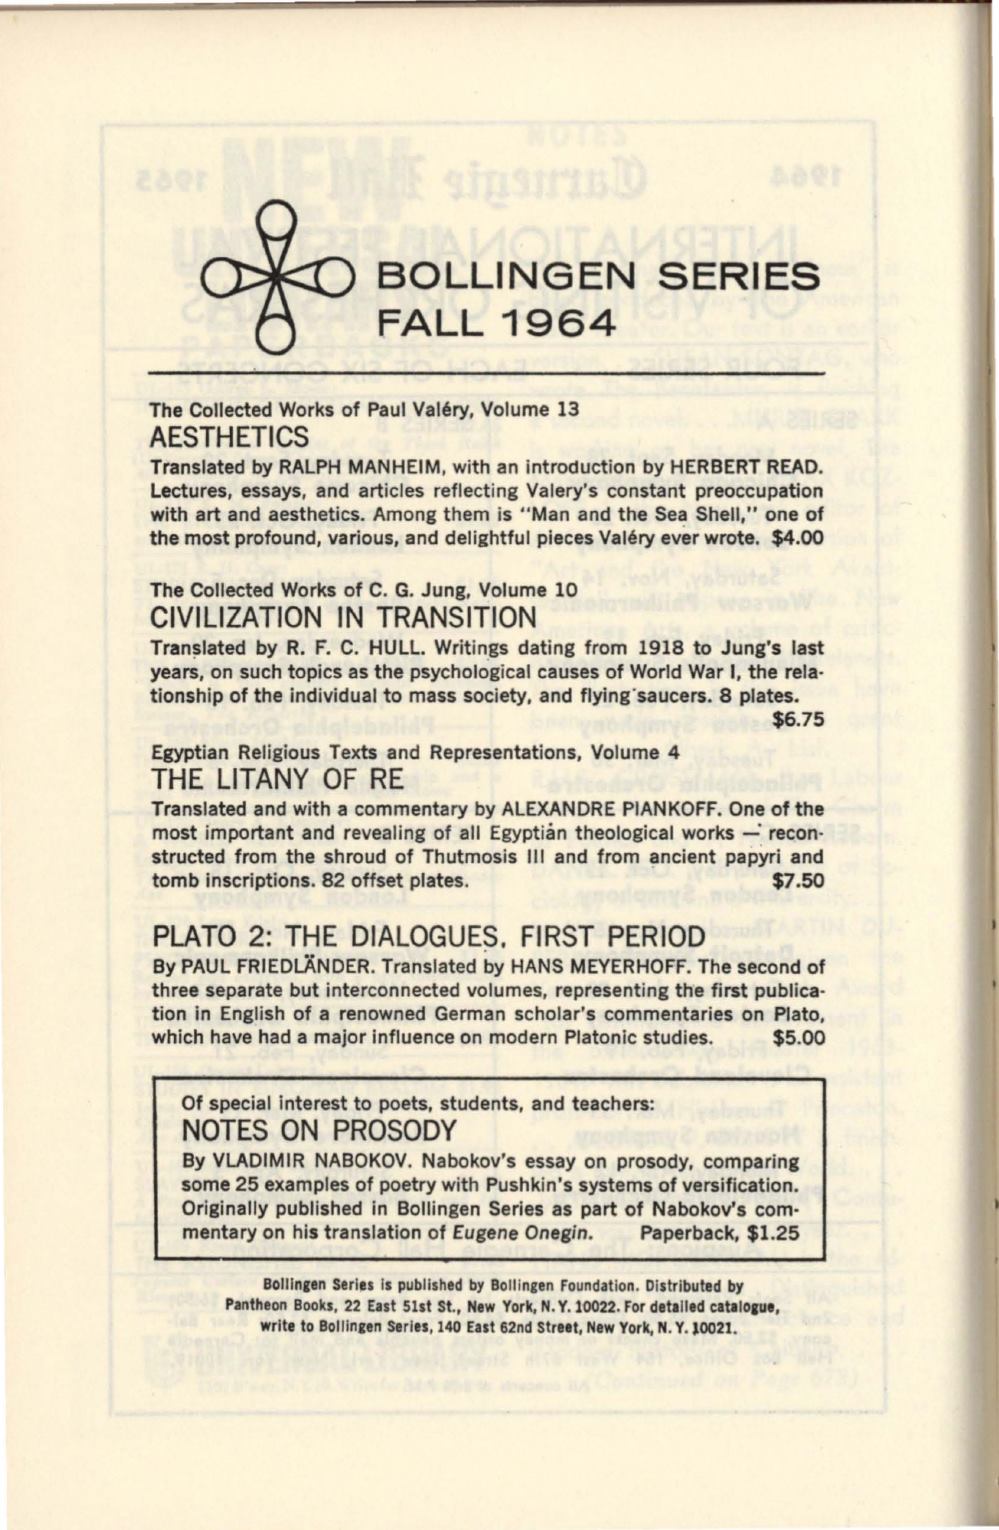 BOLLINGEN SERIES
FALL 1964
The Collected Works of Paul Valéry, Volume 13
AESTHETICS
Translated by RALPH MANHEIM, with an introduction by HERBERT READ.
Lectures, essays, and articles reflecting Valery's constant preoccupation
with art and aesthetics. Among them is "Man and the Sea Shell," one of
the most profound, various, and delightful pieces Valéry ever wrote. $4.00
The Collected Works of C. G. Jung, Volume 10
CIVILIZATION IN TRANSITION
Translated by R. F. C. HULL. Writings dating from 1918 to Jung's last
years, on such topics as the psychological causes of World War I, the rela-
tionship of the individual to mass society, and flying saucers. 8 plates.
$6.75
Egyptian Religious Texts and Representations, Volume 4
THE LITANY OF RE
Translated and with a commentary by ALEXANDRE PIANKOFF. One of the
most important and revealing of all Egyptian theological works — recon-
structed from the shroud of Thutmosis III and from ancient papyri and
tomb inscriptions. 82 offset plates. $7.50
PLATO 2: THE DIALOGUES, FIRST PERIOD
By PAUL FRIEDLÄNDER. Translated by HANS MEYERHOFF. The second of
three separate but interconnected volumes, representing the first publica-
tion in English of a renowned German scholar's commentaries on Plato,
which have had a major influence on modern Platonic studies. $5.00
Of special interest to poets, students, and teachers:
NOTES ON PROSODY
By VLADIMIR NABOKOV. Nabokov's essay on prosody, comparing
some 25 examples of poetry with Pushkin's systems of versification.
Originally published in Bollingen Series as part of Nabokov's com-
mentary on his translation of Eugene Onegin. Paperback, $1.25
Bollingen Series is published by Bollingen Foundation. Distributed by
Pantheon Books, 22 East 51st St., New York, N.Y. 10022. For detailed catalogue,
write to Bollingen Series, 140 East 62nd Street, New York, N.Y. 10021.